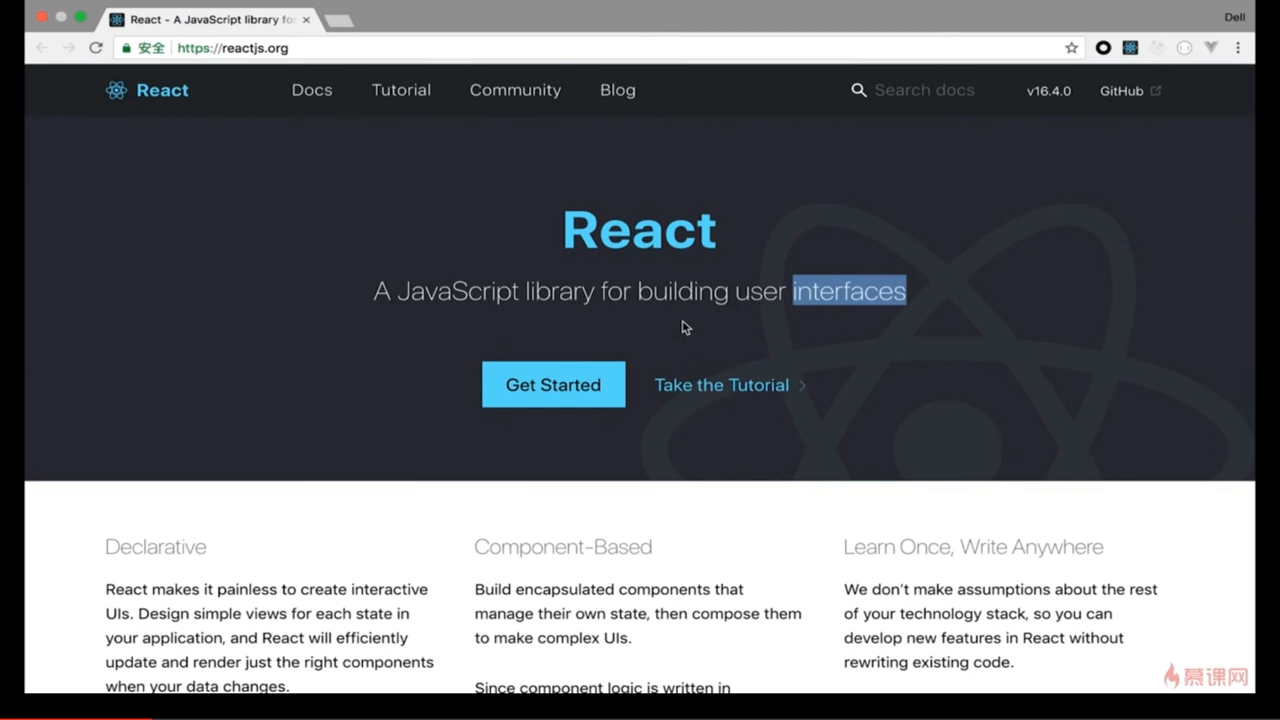 React - A JavaScript library for
Dell
安全
https://reactjs.org
React
Docs
Tutorial
Community
Blog
Search docs
v16.4.0
GitHub
React
A JavaScript library for building user interfaces
Get Started
Take the Tutorial
Declarative
React makes it painless to create interactive
UIs. Design simple views for each state in
your application, and React will efficiently
update and render just the right components
when your data changes.
Component-Based
Build encapsulated components that
manage their own state, then compose them
to make complex UIs.
Since component logic is written in
Learn Once, Write Anywhere
We don't make assumptions about the rest
of your technology stack, so you can
develop new features in React without
rewriting existing code.
慕课网